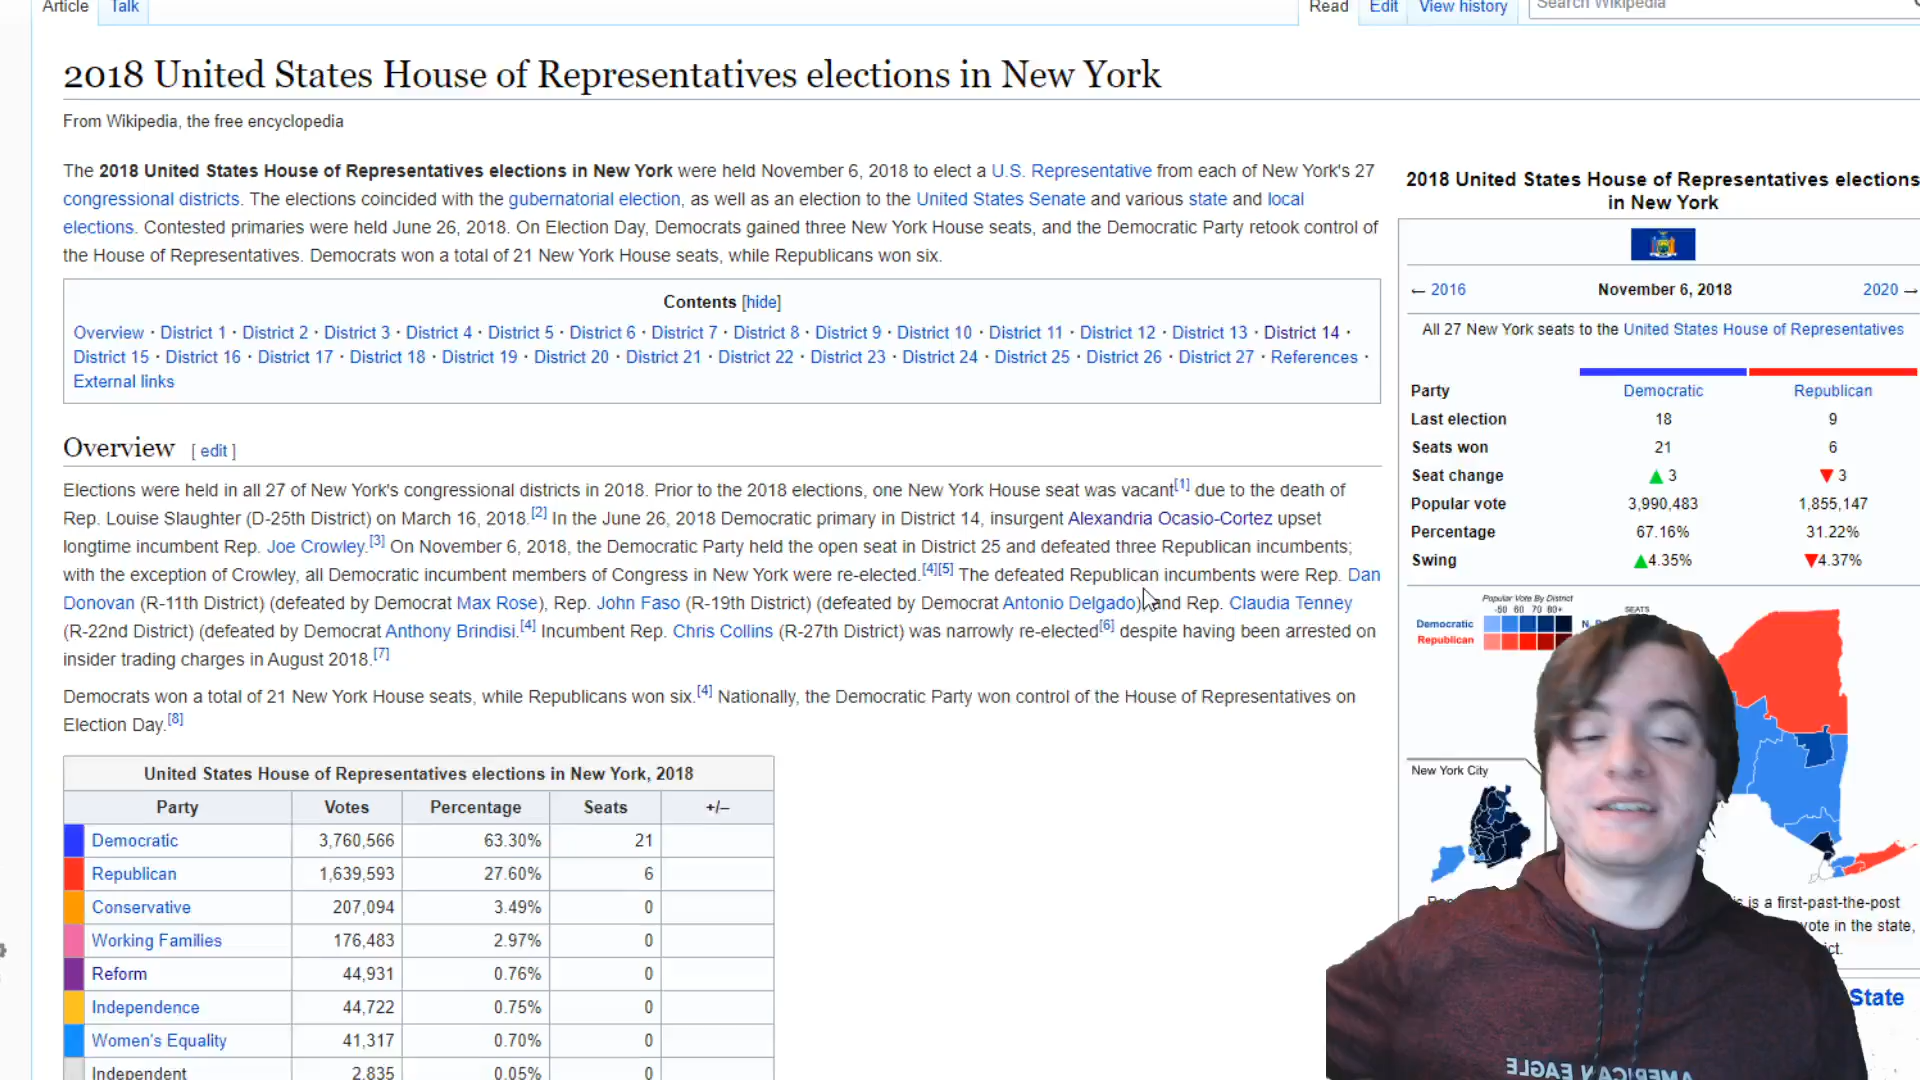 Article Talk Read Edit View history Search Wikipedia
2018 United States House of Representatives elections in New York
From Wikipedia, the free encyclopedia
The 2018 United States House of Representatives elections in New York were held November 6, 2018 to elect a U.S. Representative from each of New York's 27
congressional districts. The elections coincided with the gubernatorial election, as well as an election to the United States Senate and various state and local
elections. Contested primaries were held June 26, 2018. On Election Day, Democrats gained three New York House seats, and the Democratic Party retook control of
the House of Representatives. Democrats won a total of 21 New York House seats, while Republicans won six.
Contents [hide]
Overview · District 1 · District 2 · District 3 · District 4 · District 5 · District 6 · District 7 · District 8 · District 9 · District 10 · District 11 · District 12 · District 13 · District 14 ·
District 15 · District 16 · District 17 · District 18 · District 19 · District 20 · District 21 · District 22 · District 23 · District 24 · District 25 · District 26 · District 27 · References ·
External links
Overview [ edit ]
Elections were held in all 27 of New York's congressional districts in 2018. Prior to the 2018 elections, one New York House seat was vacant[1] due to the death of
Rep. Louise Slaughter (D-25th District) on March 16, 2018.[2] In the June 26, 2018 Democratic primary in District 14, insurgent Alexandria Ocasio-Cortez upset
longtime incumbent Rep. Joe Crowley.[3] On November 6, 2018, the Democratic Party held the open seat in District 25 and defeated three Republican incumbents;
with the exception of Crowley, all Democratic incumbent members of Congress in New York were re-elected.[4][5] The defeated Republican incumbents were Rep. Dan
Donovan (R-11th District) (defeated by Democrat Max Rose), Rep. John Faso (R-19th District) (defeated by Democrat Antonio Delgado) and Rep. Claudia Tenney
(R-22nd District) (defeated by Democrat Anthony Brindisi.[4] Incumbent Rep. Chris Collins (R-27th District) was narrowly re-elected[6] despite having been arrested on
insider trading charges in August 2018.[7]
Democrats won a total of 21 New York House seats, while Republicans won six.[4] Nationally, the Democratic Party won control of the House of Representatives on
Election Day.[8]
United States House of Representatives elections in New York, 2018
Party Votes Percentage Seats +/–
Democratic 3,760,566 63.30% 21
Republican 1,639,593 27.60% 6
Conservative 207,094 3.49% 0
Working Families 176,483 2.97% 0
Reform 44,931 0.76% 0
Independence 44,722 0.75% 0
Women's Equality 41,317 0.70% 0
Independent 2,835 0.05% 0
2018 United States House of Representatives elections
in New York
← 2016 November 6, 2018 2020 →
All 27 New York seats to the United States House of Representatives
Party Democratic Republican
Last election 18 9
Seats won 21 6
Seat change ▲ 3 ▼ 3
Popular vote 3,990,483 1,855,147
Percentage 67.16% 31.22%
Swing ▲4.35% ▼4.37%
Popular Vote By District
-50 60 70 80+ SEATS
Democratic
Republican
New York City
is a first-past-the-post
vote in the state,
State
AMERICAN EAGLE